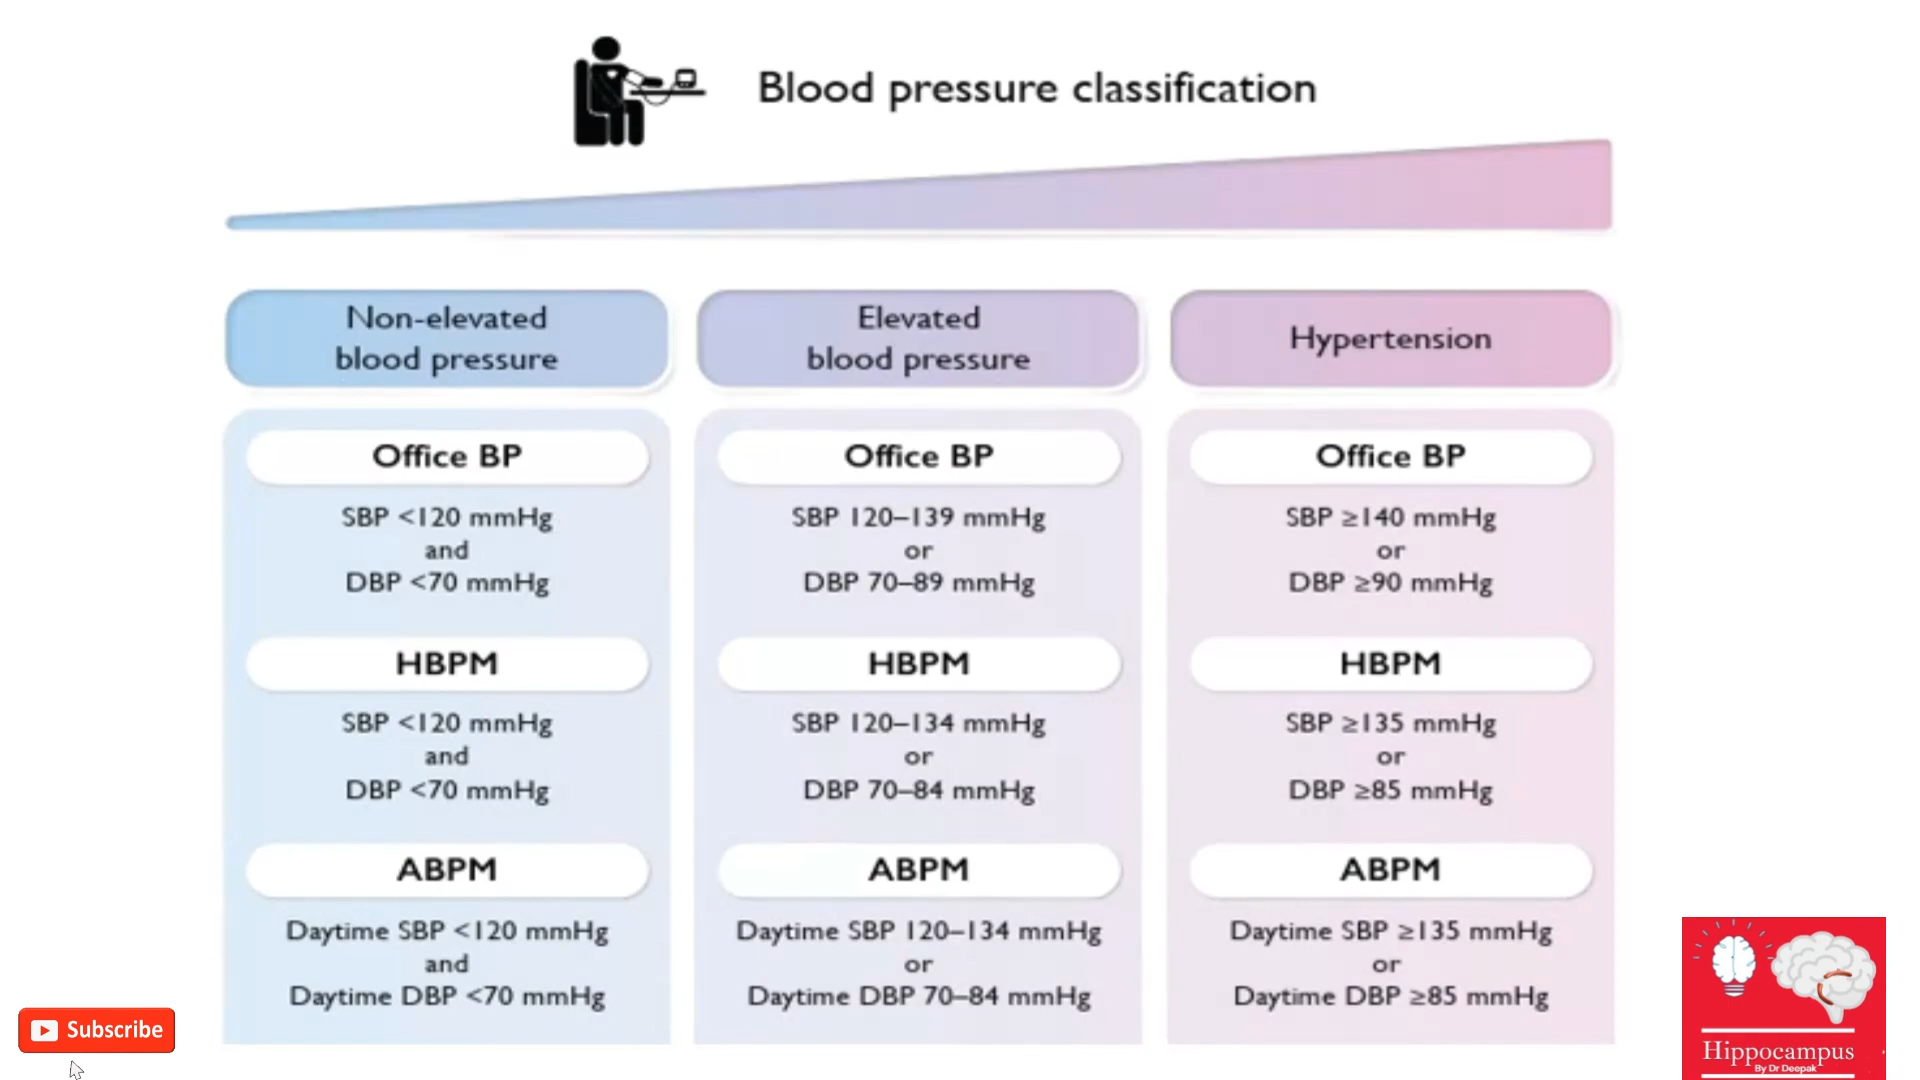 Blood pressure classification
Non-elevated
blood pressure
Office BP
SBP <120 mmHg
and
DBP <70 mmHg
HBPM
SBP <120 mmHg
and
DBP <70 mmHg
ABPM
Daytime SBP <120 mmHg
and
Daytime DBP <70 mmHg
Elevated
blood pressure
Office BP
SBP 120–139 mmHg
or
DBP 70–89 mmHg
HBPM
SBP 120–134 mmHg
or
DBP 70–84 mmHg
ABPM
Daytime SBP 120–134 mmHg
or
Daytime DBP 70–84 mmHg
Hypertension
Office BP
SBP ≥140 mmHg
or
DBP ≥90 mmHg
HBPM
SBP ≥135 mmHg
or
DBP ≥85 mmHg
ABPM
Daytime SBP ≥135 mmHg
or
Daytime DBP ≥85 mmHg
Subscribe
Hippocampus
By Dr Deepak